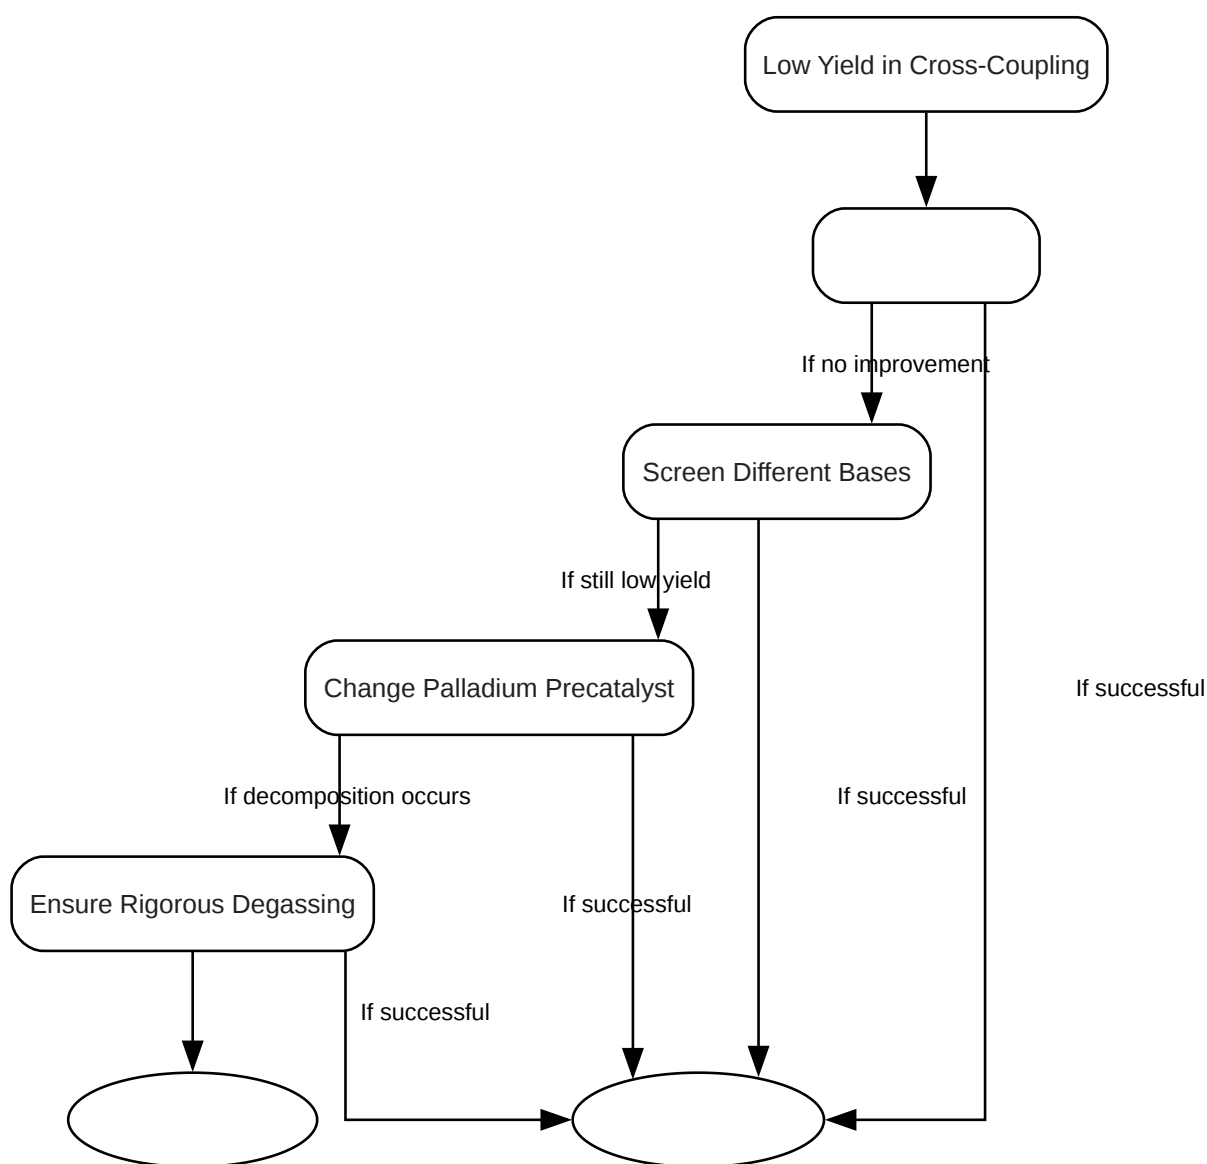 Low Yield in Cross-Coupling
If no improvement
Screen Different Bases
If still low yield
Change Palladium Precatalyst
If successful
If decomposition occurs
If successful
Ensure Rigorous Degassing
If successful
If successful